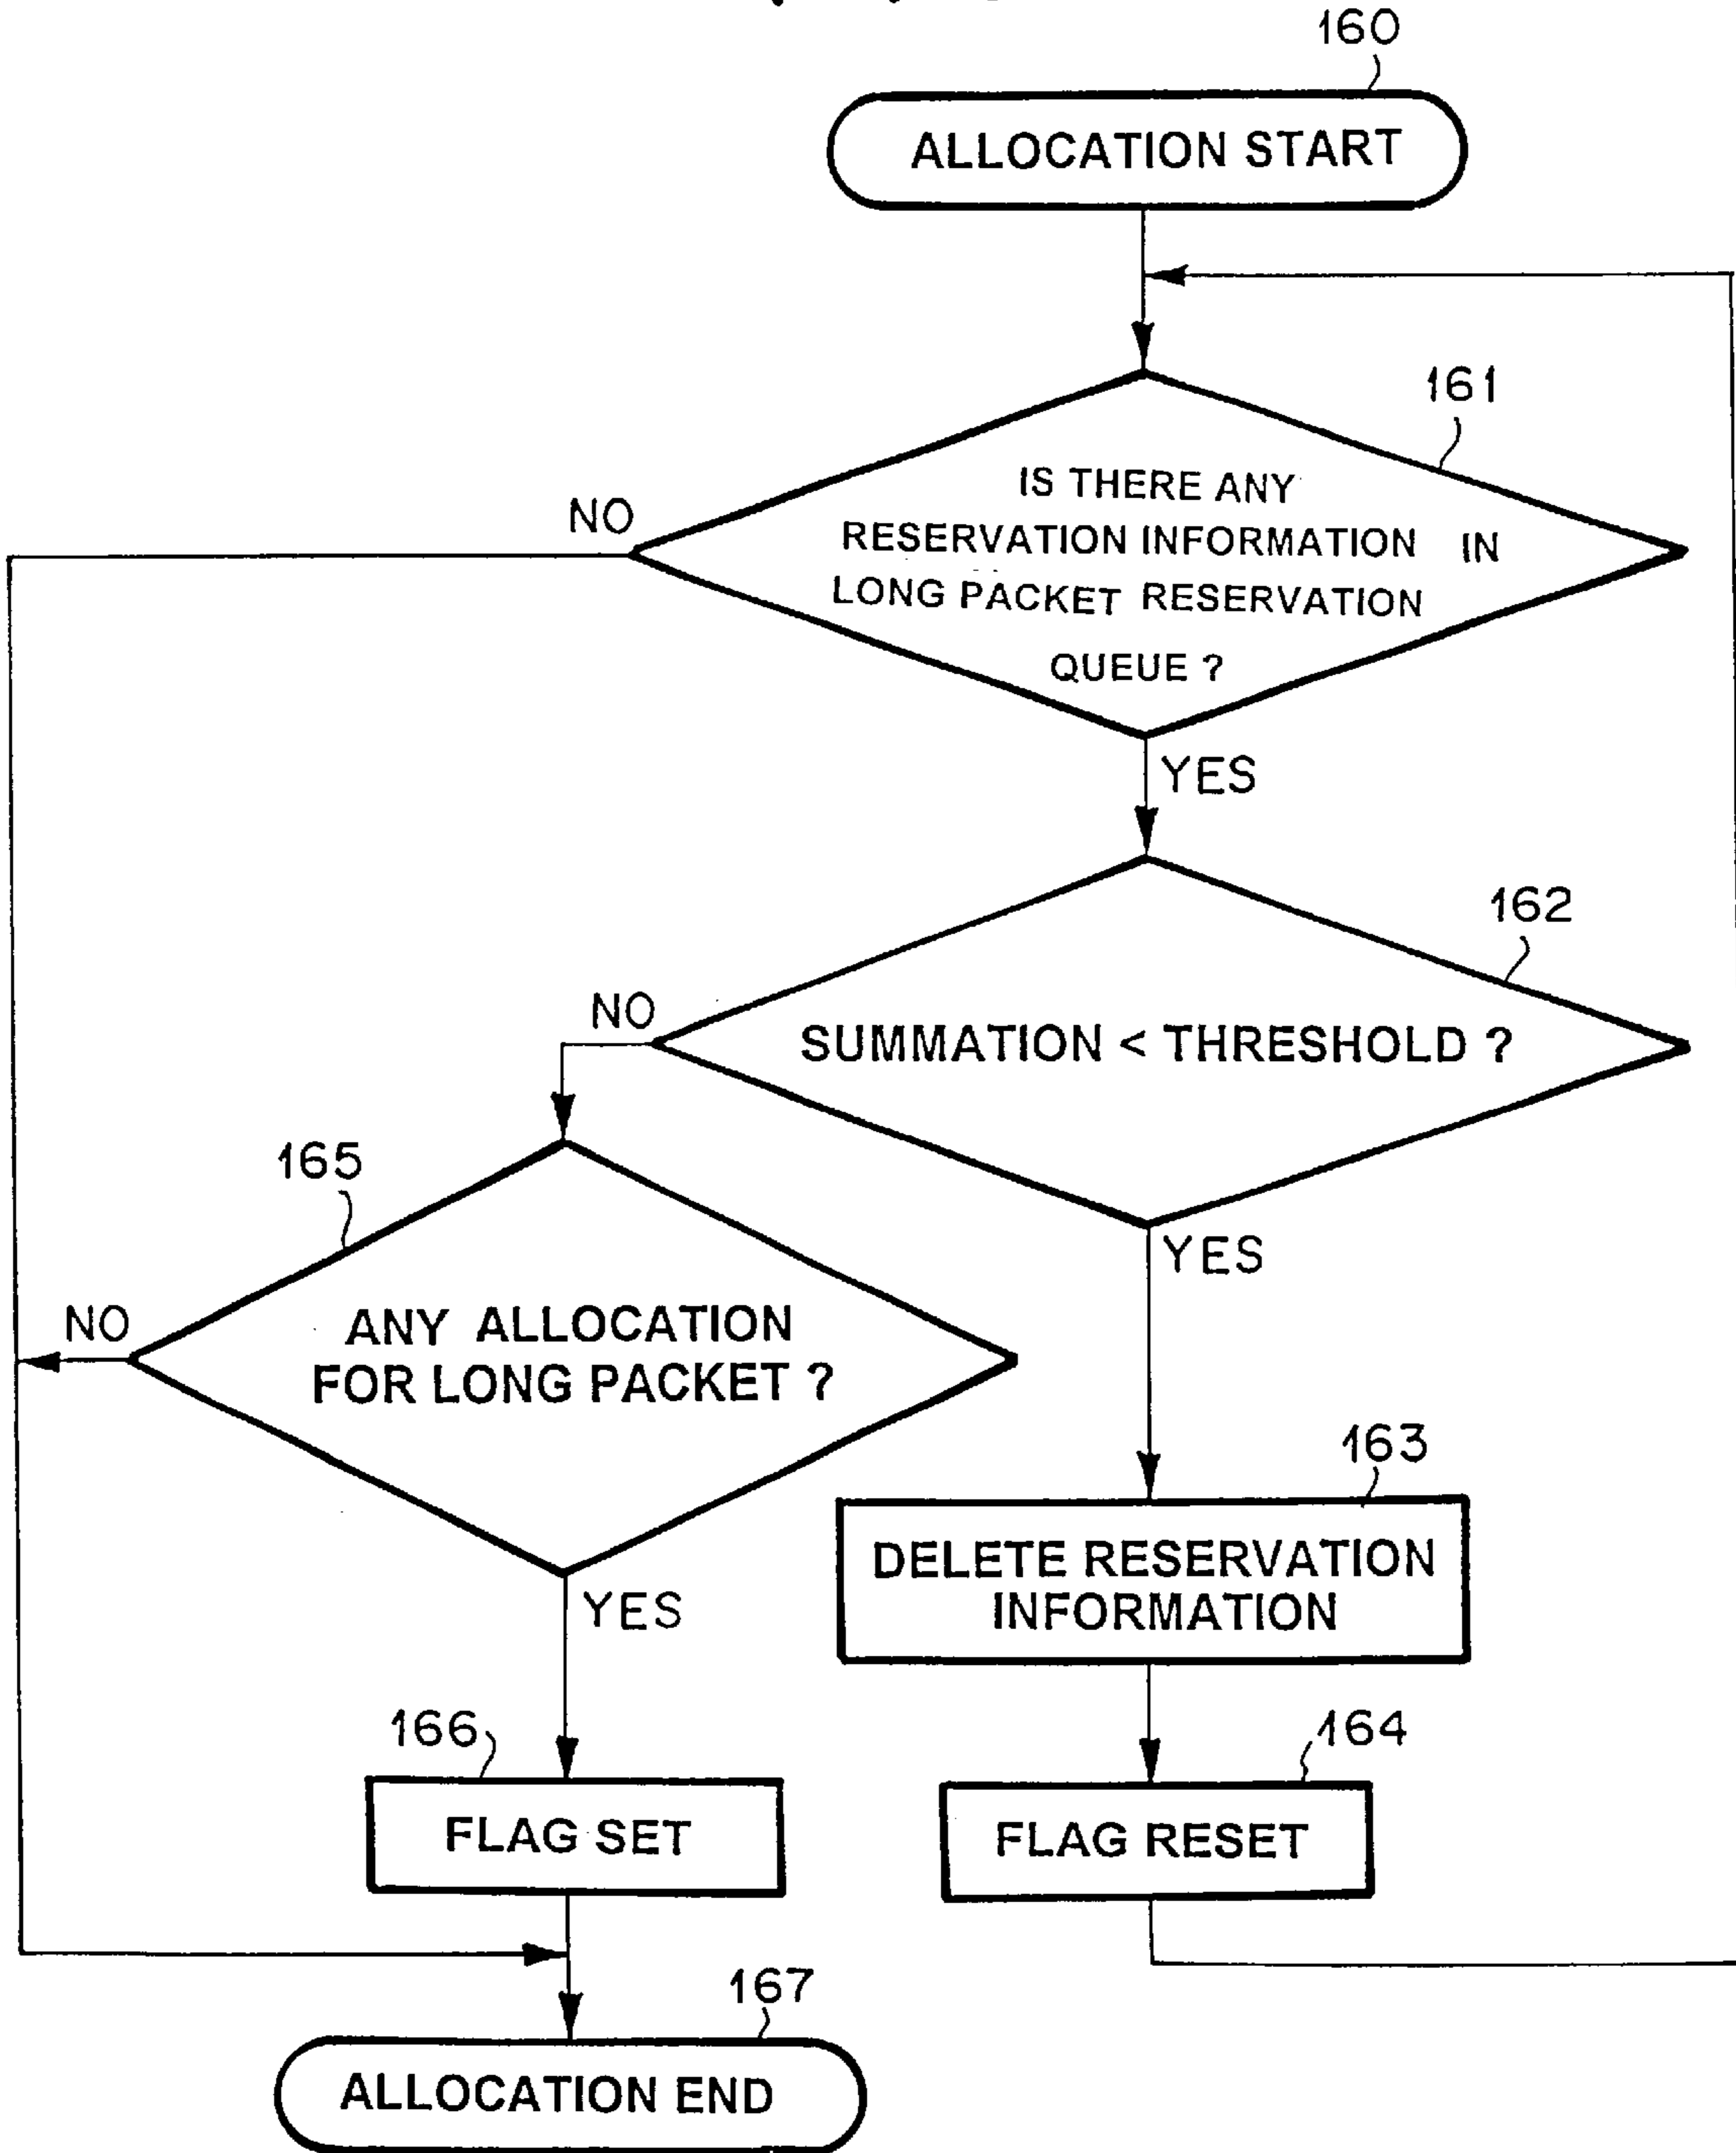 160
ALLOCATION START
161
IS THERE ANY
RESERVATION INFORMATION IN
LONG PACKET RESERVATION
QUEUE ?
NO
YES
162
SUMMATION < THRESHOLD ?
NO
YES
165
ANY ALLOCATION
FOR LONG PACKET ?
NO
YES
163
DELETE RESERVATION
INFORMATION
166
FLAG SET
164
FLAG RESET
167
ALLOCATION END